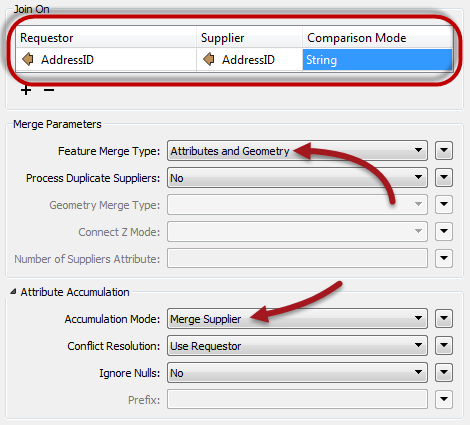 Join On
Requestor Supplier Comparison Mode
AddressID AddressID String
Merge Parameters
Feature Merge Type: Attributes and Geometry
Process Duplicate Suppliers: No
Geometry Merge Type:
Connect Z Mode:
Number of Suppliers Attribute:
Attribute Accumulation
Accumulation Mode: Merge Supplier
Conflict Resolution: Use Requestor
Ignore Nulls: No
Prefix: